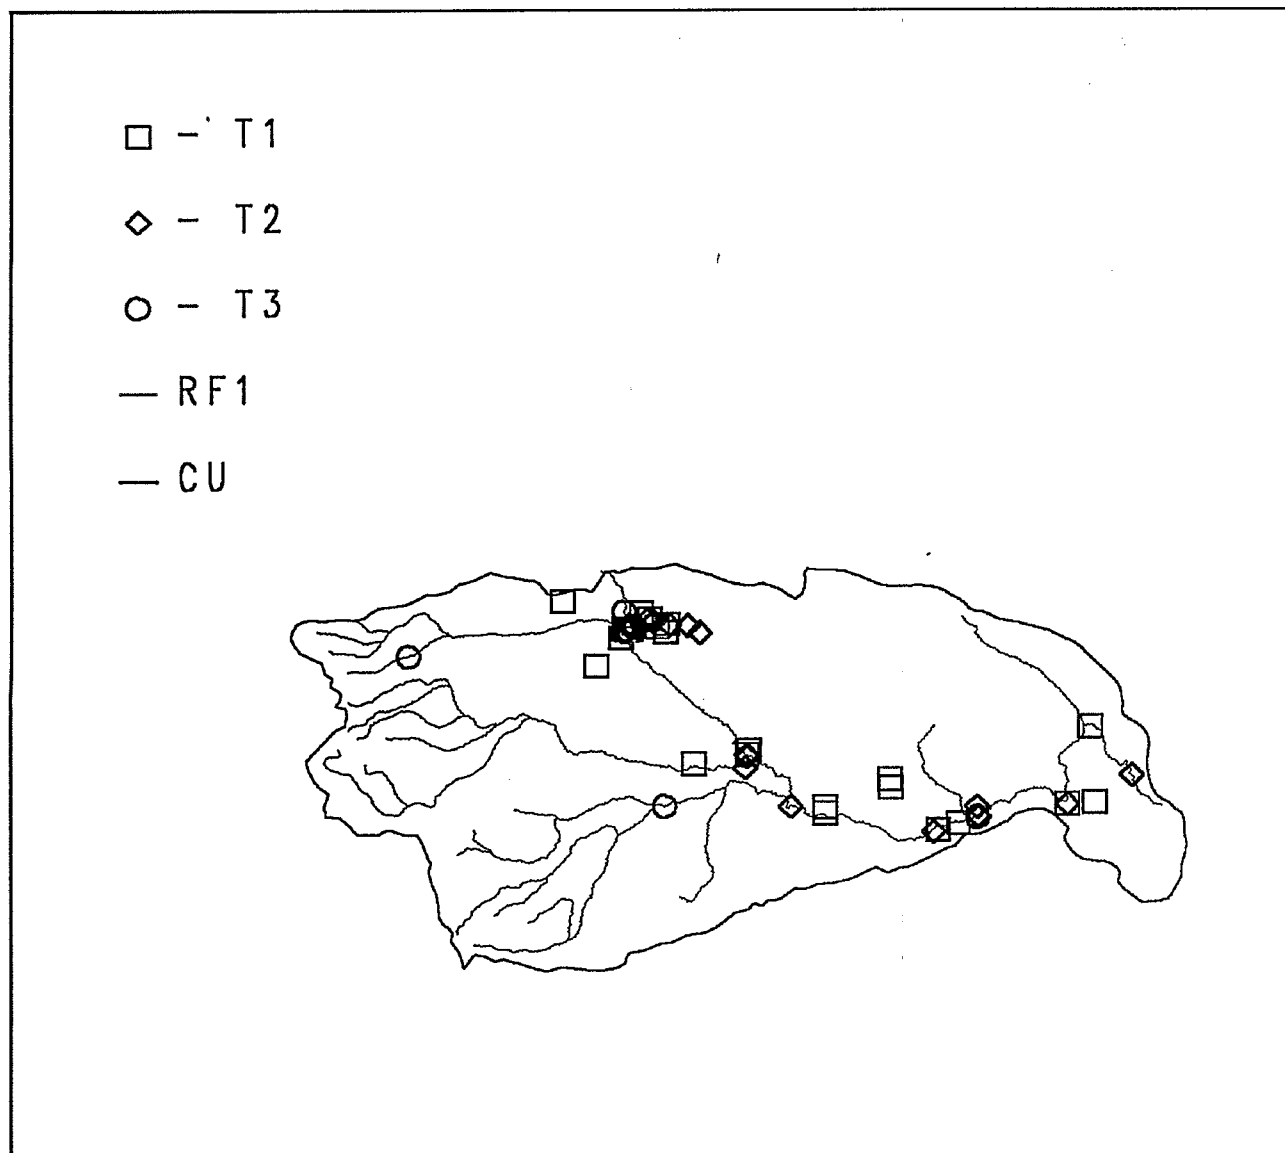 - T1
- T2
- T3
— RF1
— CU